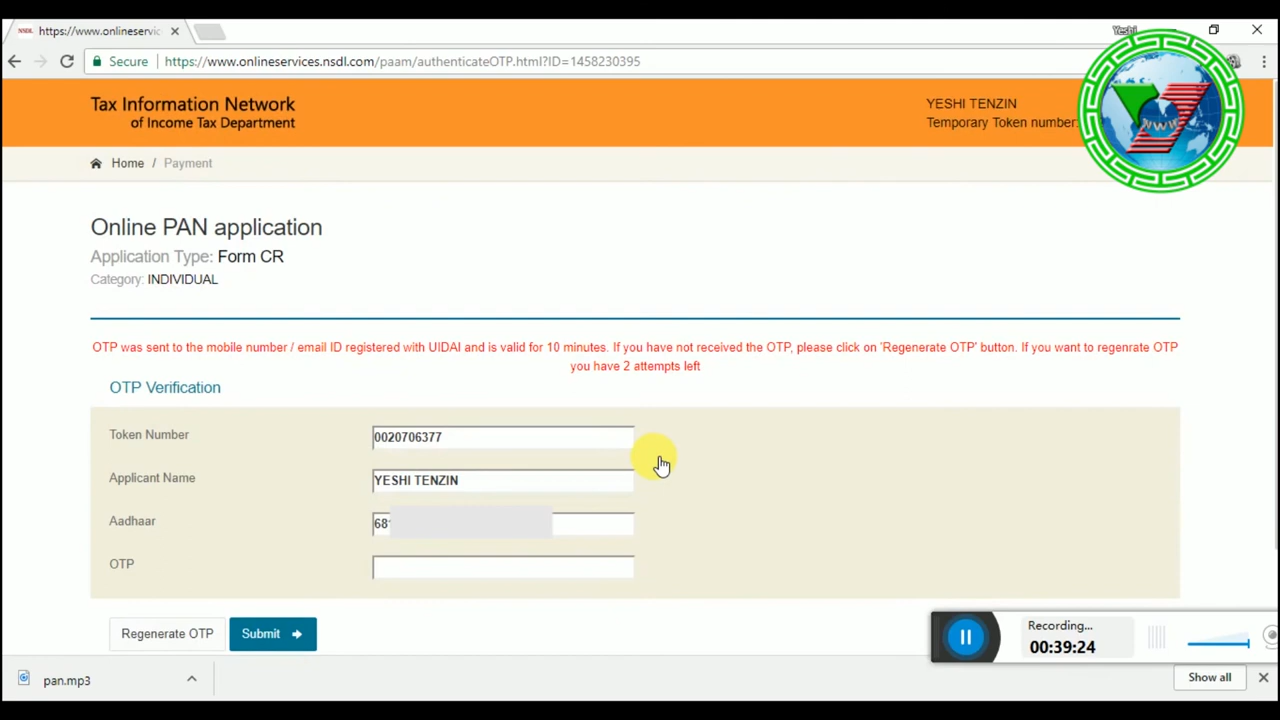 NSDL https://www.onlineservic ×
Yeshi
Secure https://www.onlineservices.nsdl.com/paam/authenticateOTP.html?ID=1458230395
Tax Information Network
of Income Tax Department
YESHI TENZIN
Temporary Token number:
WWW
Home / Payment
Online PAN application
Application Type: Form CR
Category: INDIVIDUAL
OTP was sent to the mobile number / email ID registered with UIDAI and is valid for 10 minutes. If you have not received the OTP, please click on 'Regenerate OTP' button. If you want to regenrate OTP
you have 2 attempts left
OTP Verification
Token Number 0020706377
Applicant Name YESHI TENZIN
Aadhaar 68
OTP
Regenerate OTP Submit
Recording...
00:39:24
pan.mp3
Show all